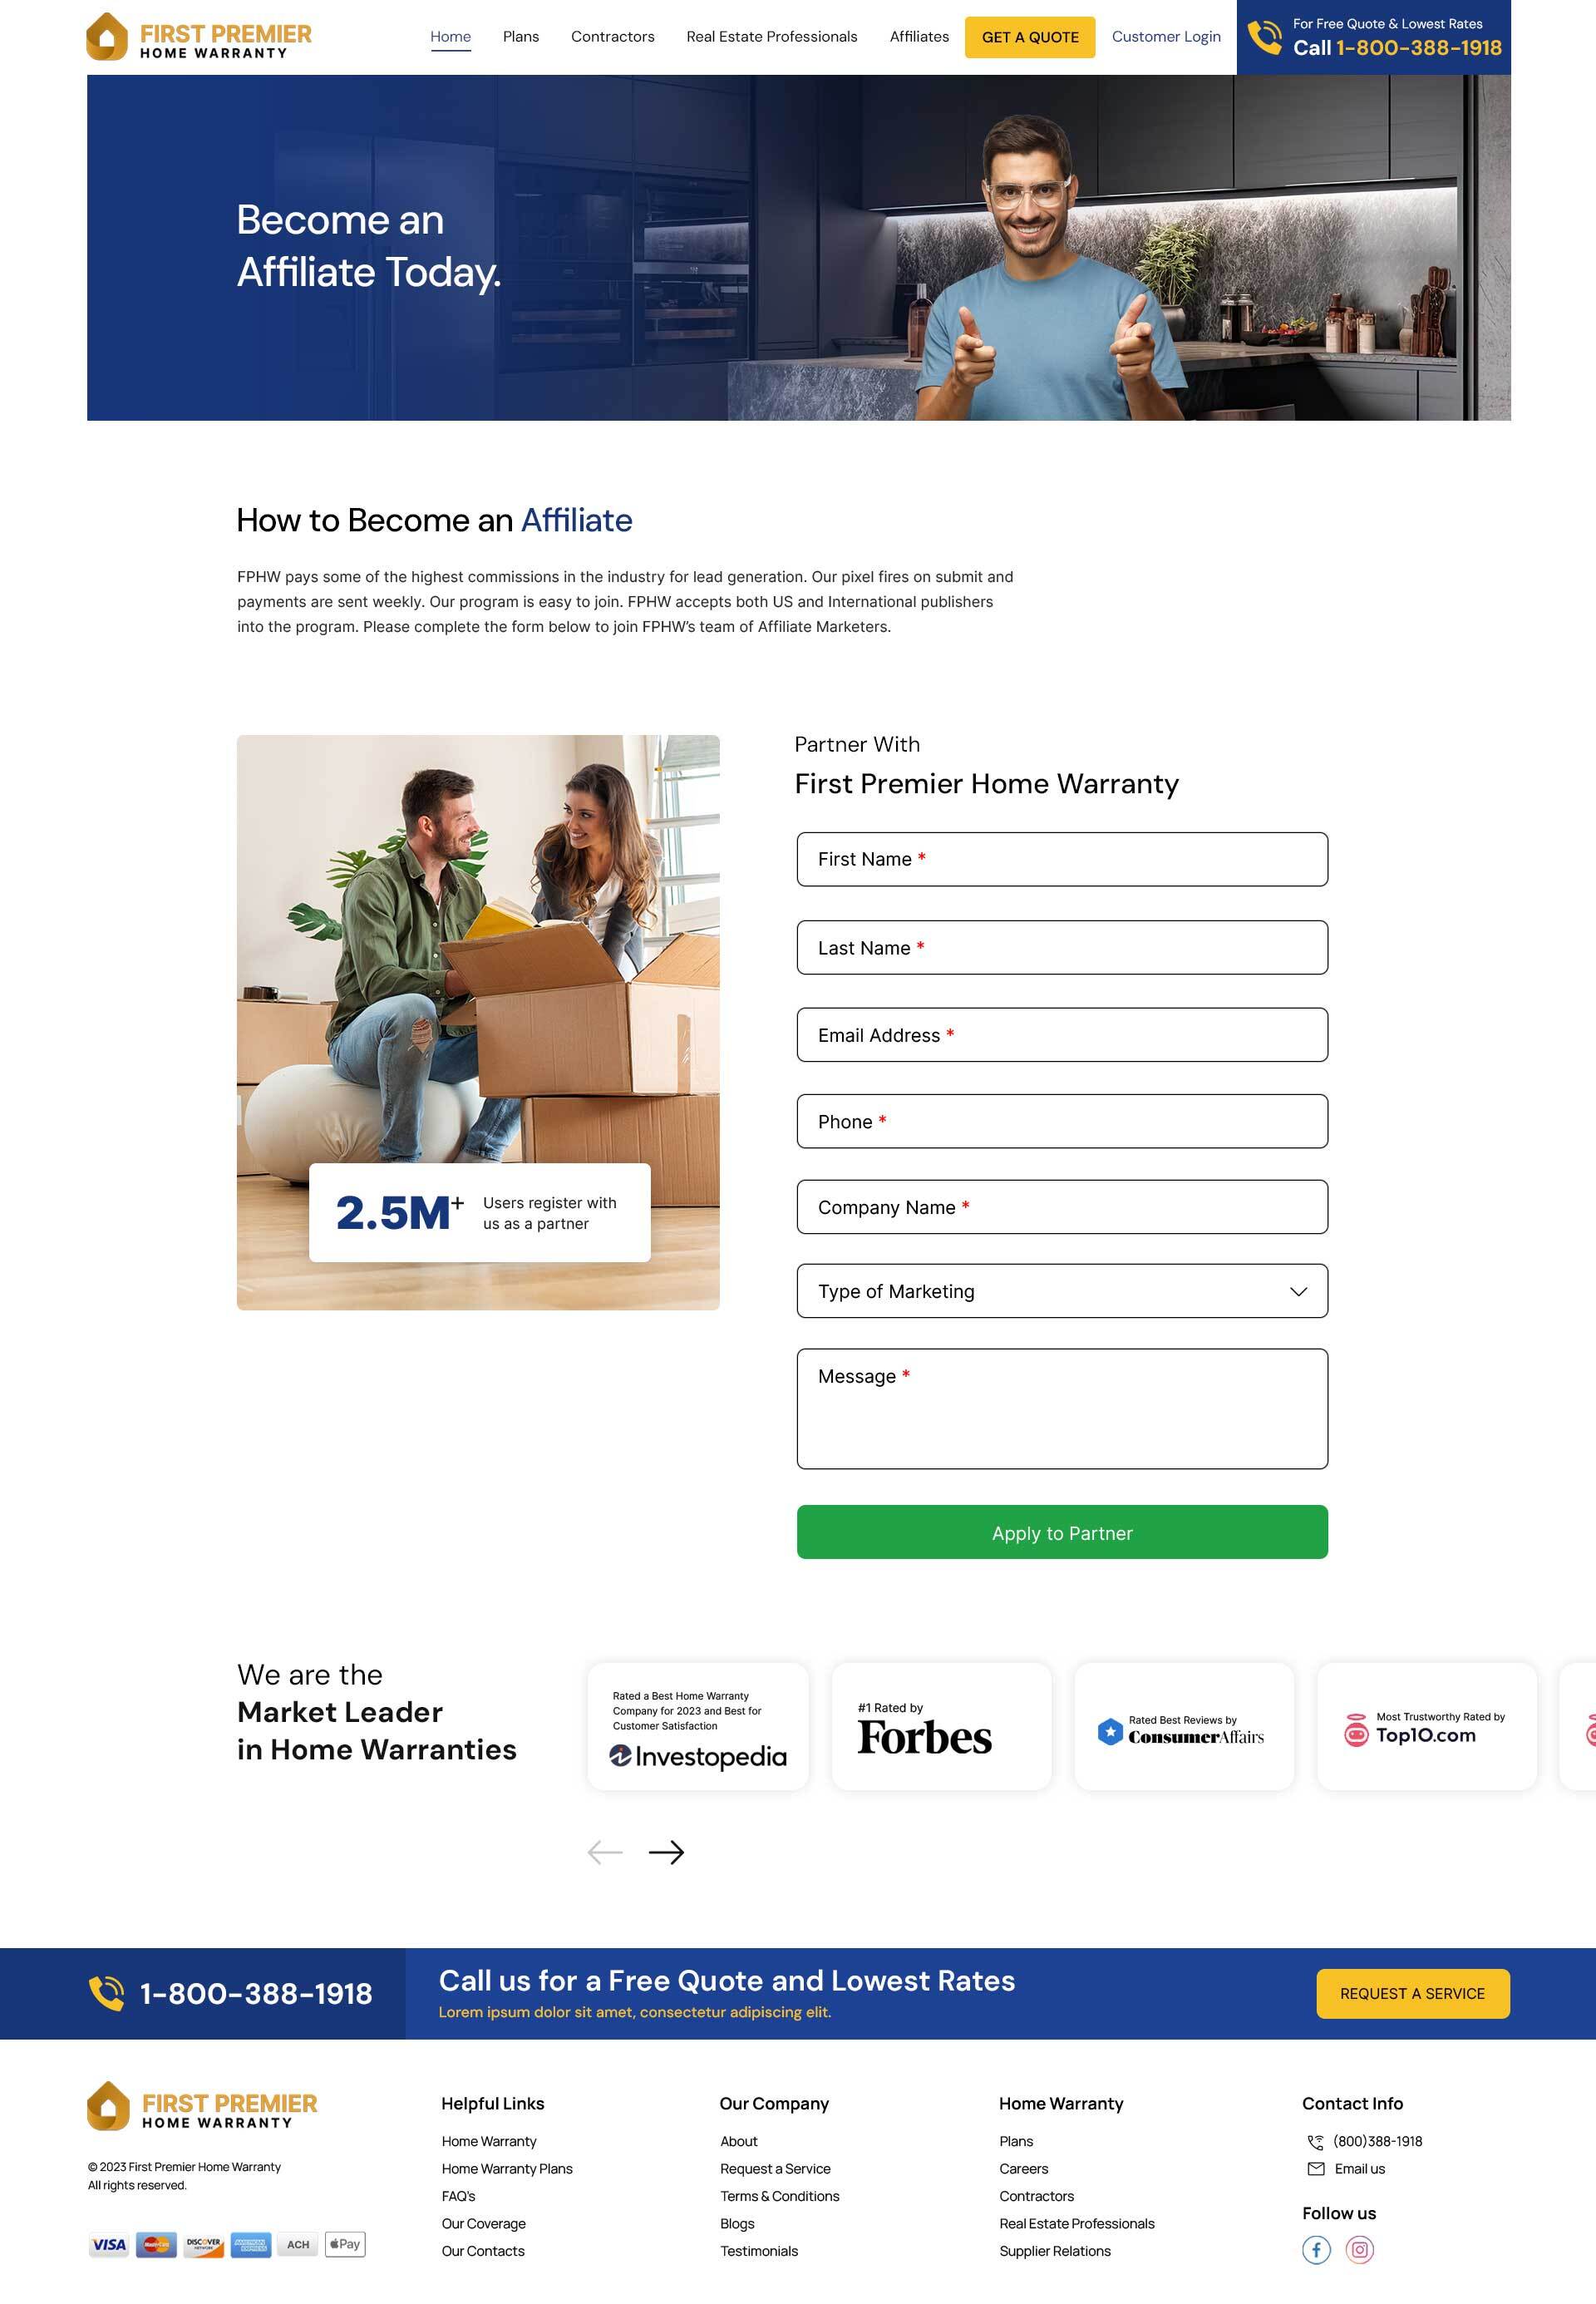 FIRST PREMIER
HOME WARRANTY
Home
Plans
Contractors
Real Estate Professionals
Affiliates
GET A QUOTE
Customer Login
For Free Quote & Lowest Rates
Call 1-800-388-1918
Become an
Affiliate Today.
How to Become an Affiliate
FPHW pays some of the highest commissions in the industry for lead generation. Our pixel fires on submit and
payments are sent weekly. Our program is easy to join. FPHW accepts both US and International publishers
into the program. Please complete the form below to join FPHW's team of Affiliate Marketers.
2.5M+
Users register with
us as a partner
Partner With
First Premier Home Warranty
First Name *
Last Name *
Email Address *
Phone *
Company Name *
Type of Marketing
Message *
Apply to Partner
We are the
Market Leader
in Home Warranties
Rated a Best Home Warranty
Company for 2023 and Best for
Customer Satisfaction
Investopedia
#1 Rated by
Forbes
Rated Best Reviews by
ConsumerAffairs
Most Trustworthy Rated by
Top10.com
1-800-388-1918
Call us for a Free Quote and Lowest Rates
Lorem ipsum dolor sit amet, consectetur adipiscing elit.
REQUEST A SERVICE
FIRST PREMIER
HOME WARRANTY
© 2023 First Premier Home Warranty
All rights reserved.
VISA
MasterCard
DISCOVER
NETWORK
AMERICAN
EXPRESS
ACH
Pay
Helpful Links
Home Warranty
Home Warranty Plans
FAQ's
Our Coverage
Our Contacts
Our Company
About
Request a Service
Terms & Conditions
Blogs
Testimonials
Home Warranty
Plans
Careers
Contractors
Real Estate Professionals
Supplier Relations
Contact Info
(800)388-1918
Email us
Follow us